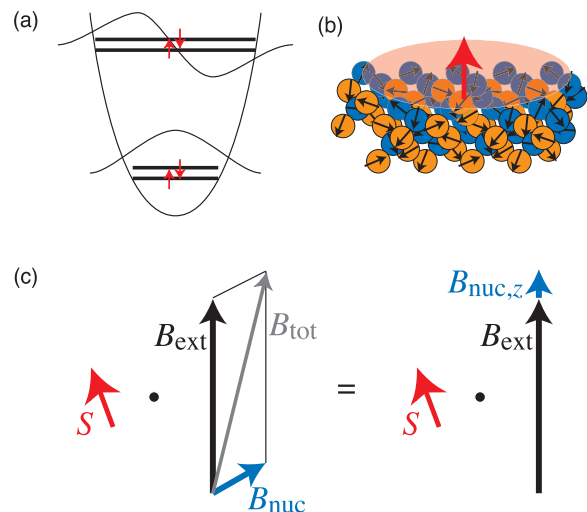 (a)
(b)
(c)
B_ext
B_tot
S
B_nuc
=
B_nuc,z
B_ext
S